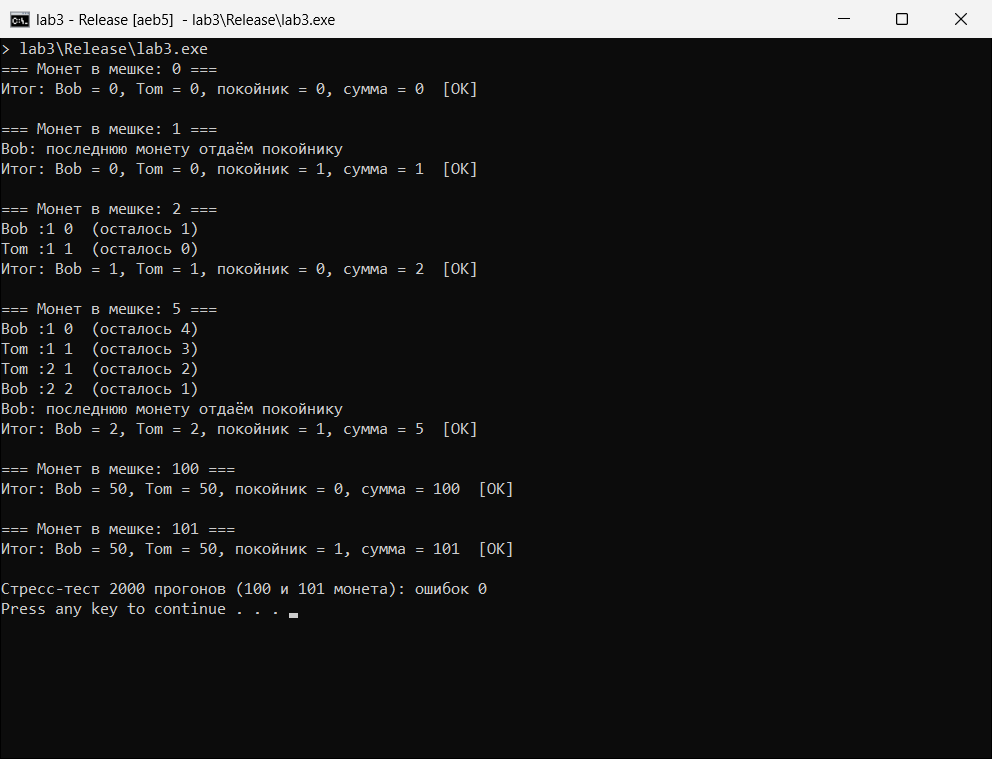 lab3 - Release [aeb5]  - lab3\Release\lab3.exe
> lab3\Release\lab3.exe
=== Монет в мешке: 0 ===
Итог: Bob = 0, Tom = 0, покойник = 0, сумма = 0  [OK]
=== Монет в мешке: 1 ===
Bob: последнюю монету отдаём покойнику
Итог: Bob = 0, Tom = 0, покойник = 1, сумма = 1  [OK]
=== Монет в мешке: 2 ===
Bob :1 0  (осталось 1)
Tom :1 1  (осталось 0)
Итог: Bob = 1, Tom = 1, покойник = 0, сумма = 2  [OK]
=== Монет в мешке: 5 ===
Bob :1 0  (осталось 4)
Tom :1 1  (осталось 3)
Tom :2 1  (осталось 2)
Bob :2 2  (осталось 1)
Bob: последнюю монету отдаём покойнику
Итог: Bob = 2, Tom = 2, покойник = 1, сумма = 5  [OK]
=== Монет в мешке: 100 ===
Итог: Bob = 50, Tom = 50, покойник = 0, сумма = 100  [OK]
=== Монет в мешке: 101 ===
Итог: Bob = 50, Tom = 50, покойник = 1, сумма = 101  [OK]
Стресс-тест 2000 прогонов (100 и 101 монета): ошибок 0
Press any key to continue . . .